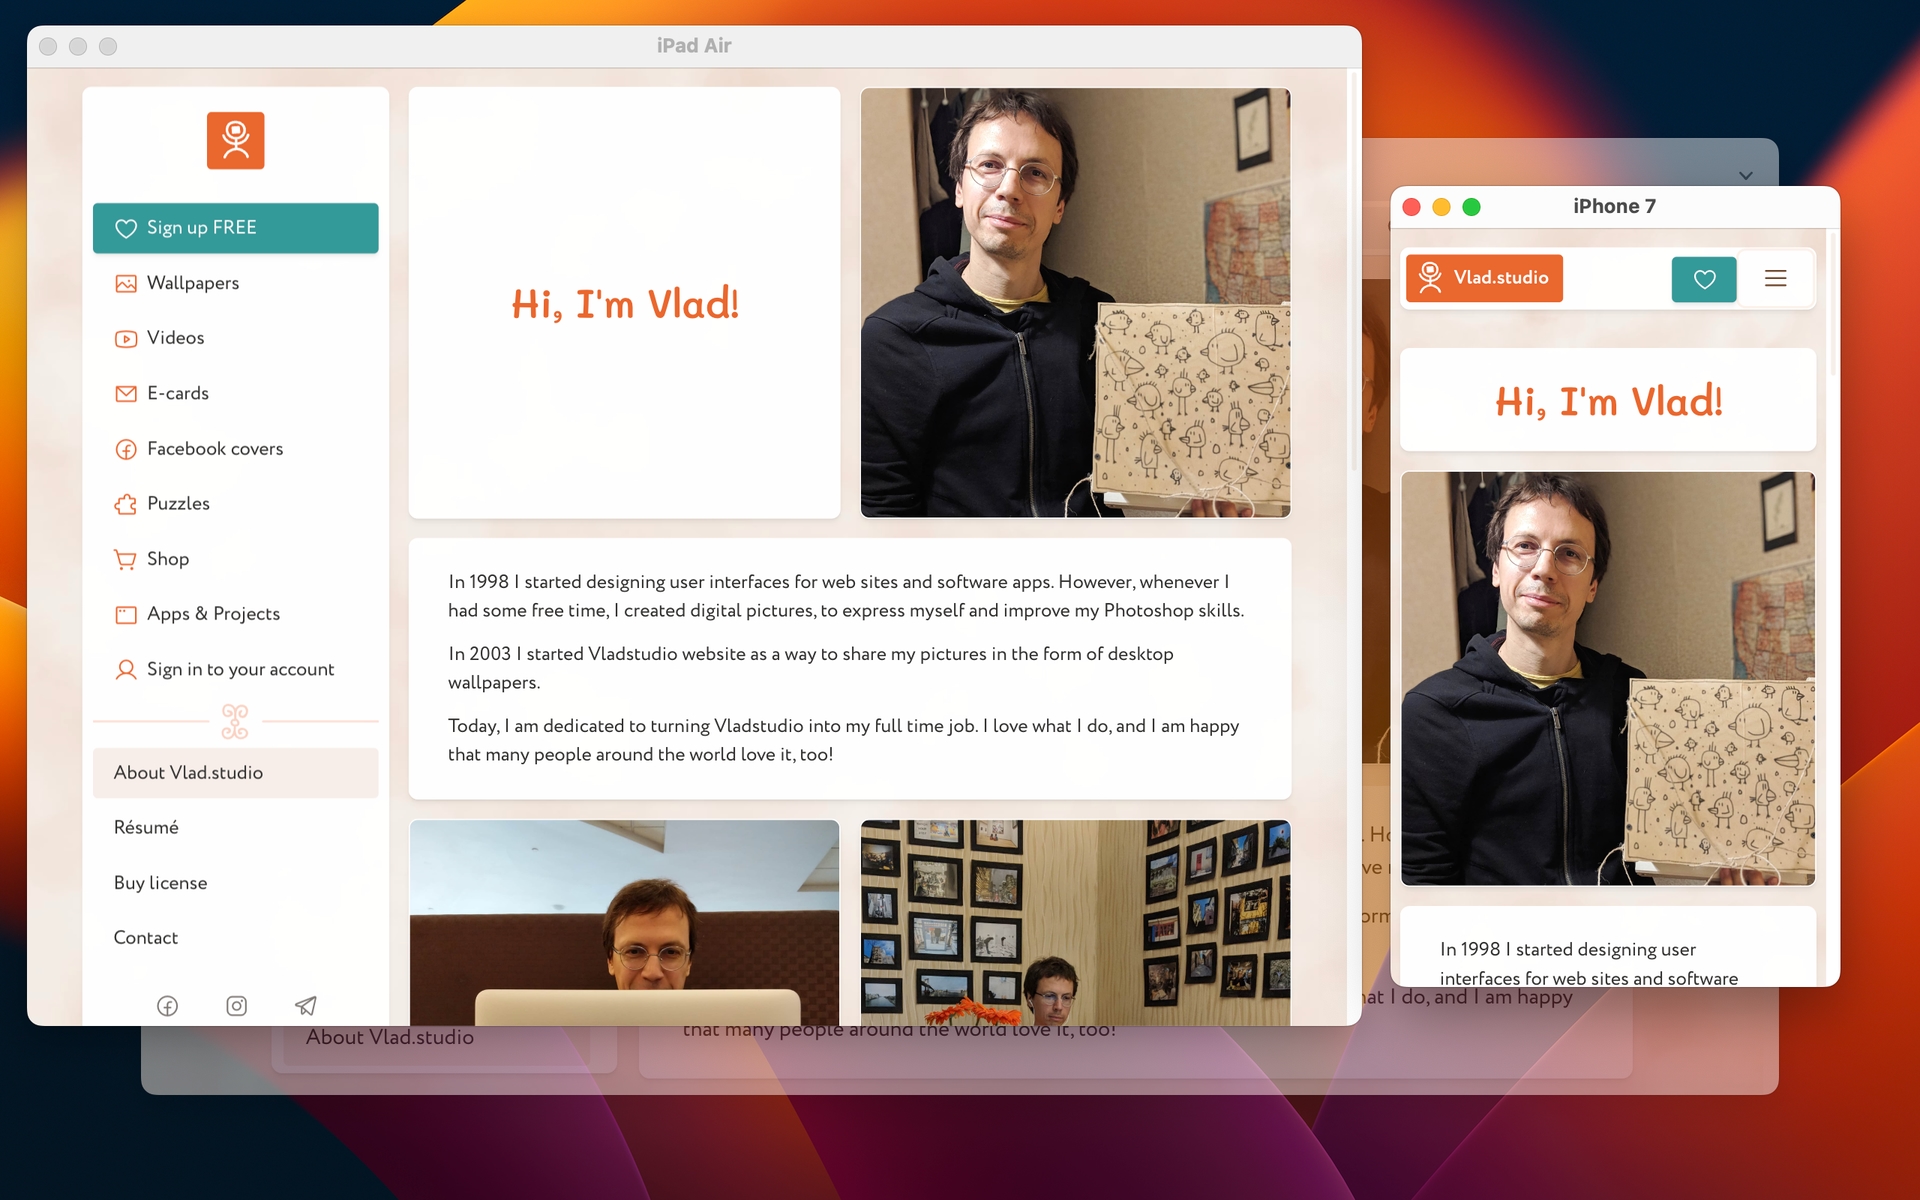 iPad Air
Sign up FREE
Wallpapers
Videos
E-cards
Facebook covers
Puzzles
Shop
Apps & Projects
Sign in to your account
About Vlad.studio
Résumé
Buy license
Contact
Hi, I'm Vlad!
In 1998 I started designing user interfaces for web sites and software apps. However, whenever I
had some free time, I created digital pictures, to express myself and improve my Photoshop skills.
In 2003 I started Vladstudio website as a way to share my pictures in the form of desktop
wallpapers.
Today, I am dedicated to turning Vladstudio into my full time job. I love what I do, and I am happy
that many people around the world love it, too!
iPhone 7
Vlad.studio
Hi, I'm Vlad!
In 1998 I started designing user
interfaces for web sites and software
I do, and I am happy
About Vlad.studio
that many people around the world love it, too!